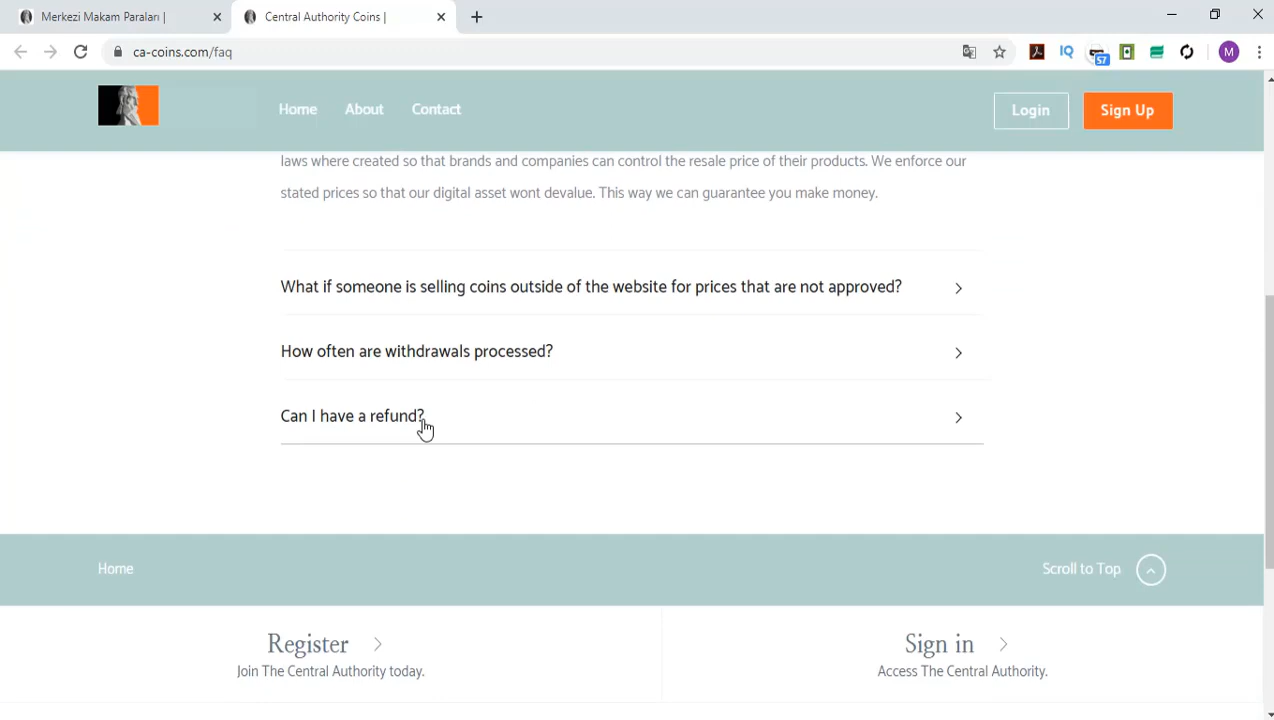 Merkezi Makam Paraları |
Central Authority Coins |
ca-coins.com/faq
57
M
Home
About
Contact
Login
Sign Up
laws where created so that brands and companies can control the resale price of their products. We enforce our
stated prices so that our digital asset wont devalue. This way we can guarantee you make money.
What if someone is selling coins outside of the website for prices that are not approved?
How often are withdrawals processed?
Can I have a refund?
Home
Scroll to Top
Register
Join The Central Authority today.
Sign in
Access The Central Authority.